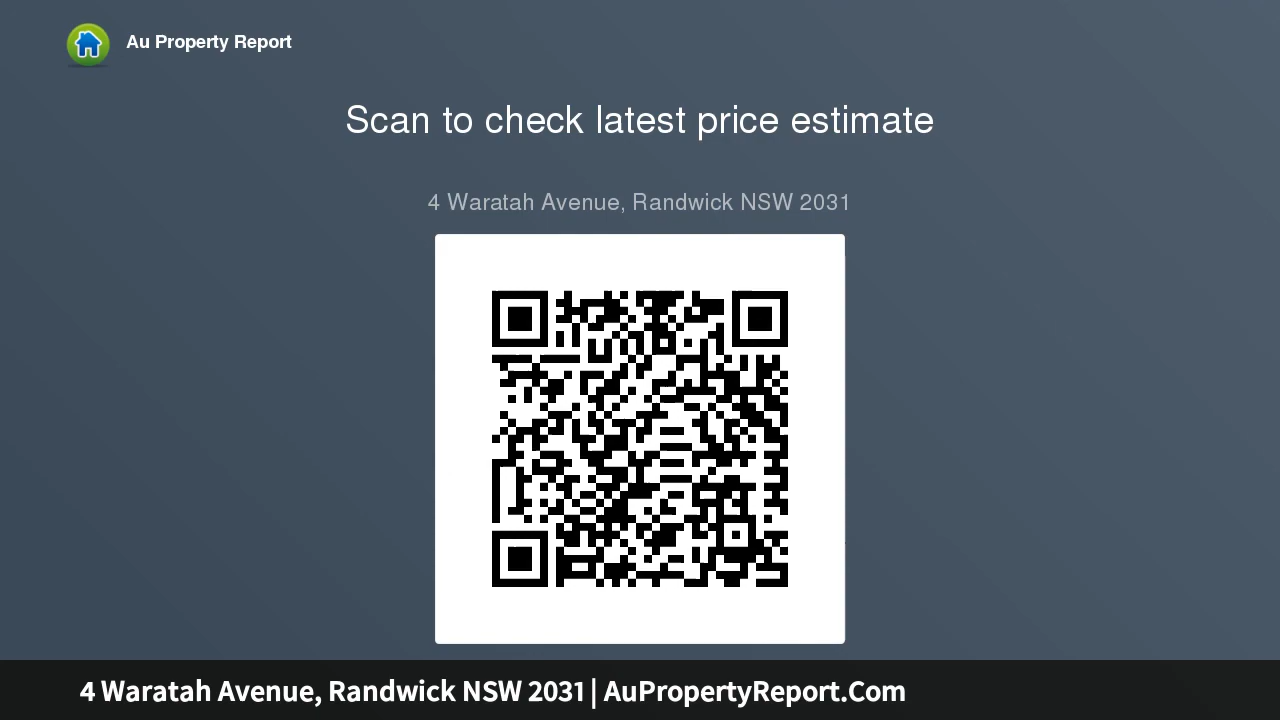 Au Property Report
Scan to check latest price estimate
4 Waratah Avenue, Randwick NSW 2031
4 Waratah Avenue, Randwick NSW 2031 | AuPropertyReport.Com